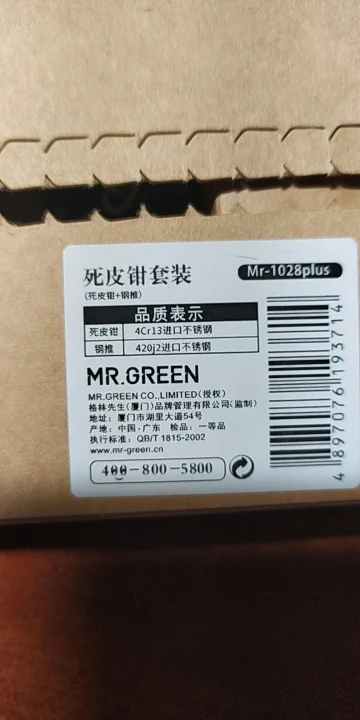 死皮钳套装
Mr-1028plus
(死皮钳+钢推)
品质表示
死皮钳 4Cr13进口不锈钢
钢推 420j2进口不锈钢
MR.GREEN
MR.GREEN CO.,LIMITED(授权)
格林先生(厦门)品牌管理有限公司(监制)
地址: 厦门市湖里大道54号
产地: 中国·广东 检品: 一等品
执行标准: QB/T 1815-2002
www.mr-green.cn
400-800-5800
4 897076 193714